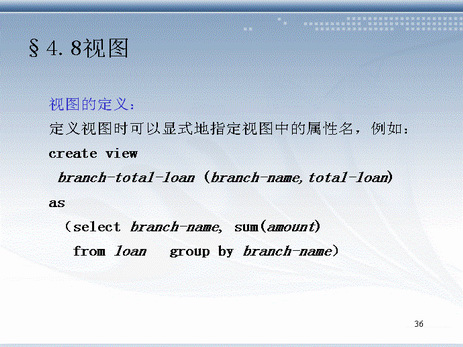 §4.8视图
视图的定义：
定义视图时可以显式地指定视图中的属性名，例如：
create view
branch-total-loan (branch-name,total-loan)
as
（select branch-name, sum(amount)
from loan group by branch-name）
36